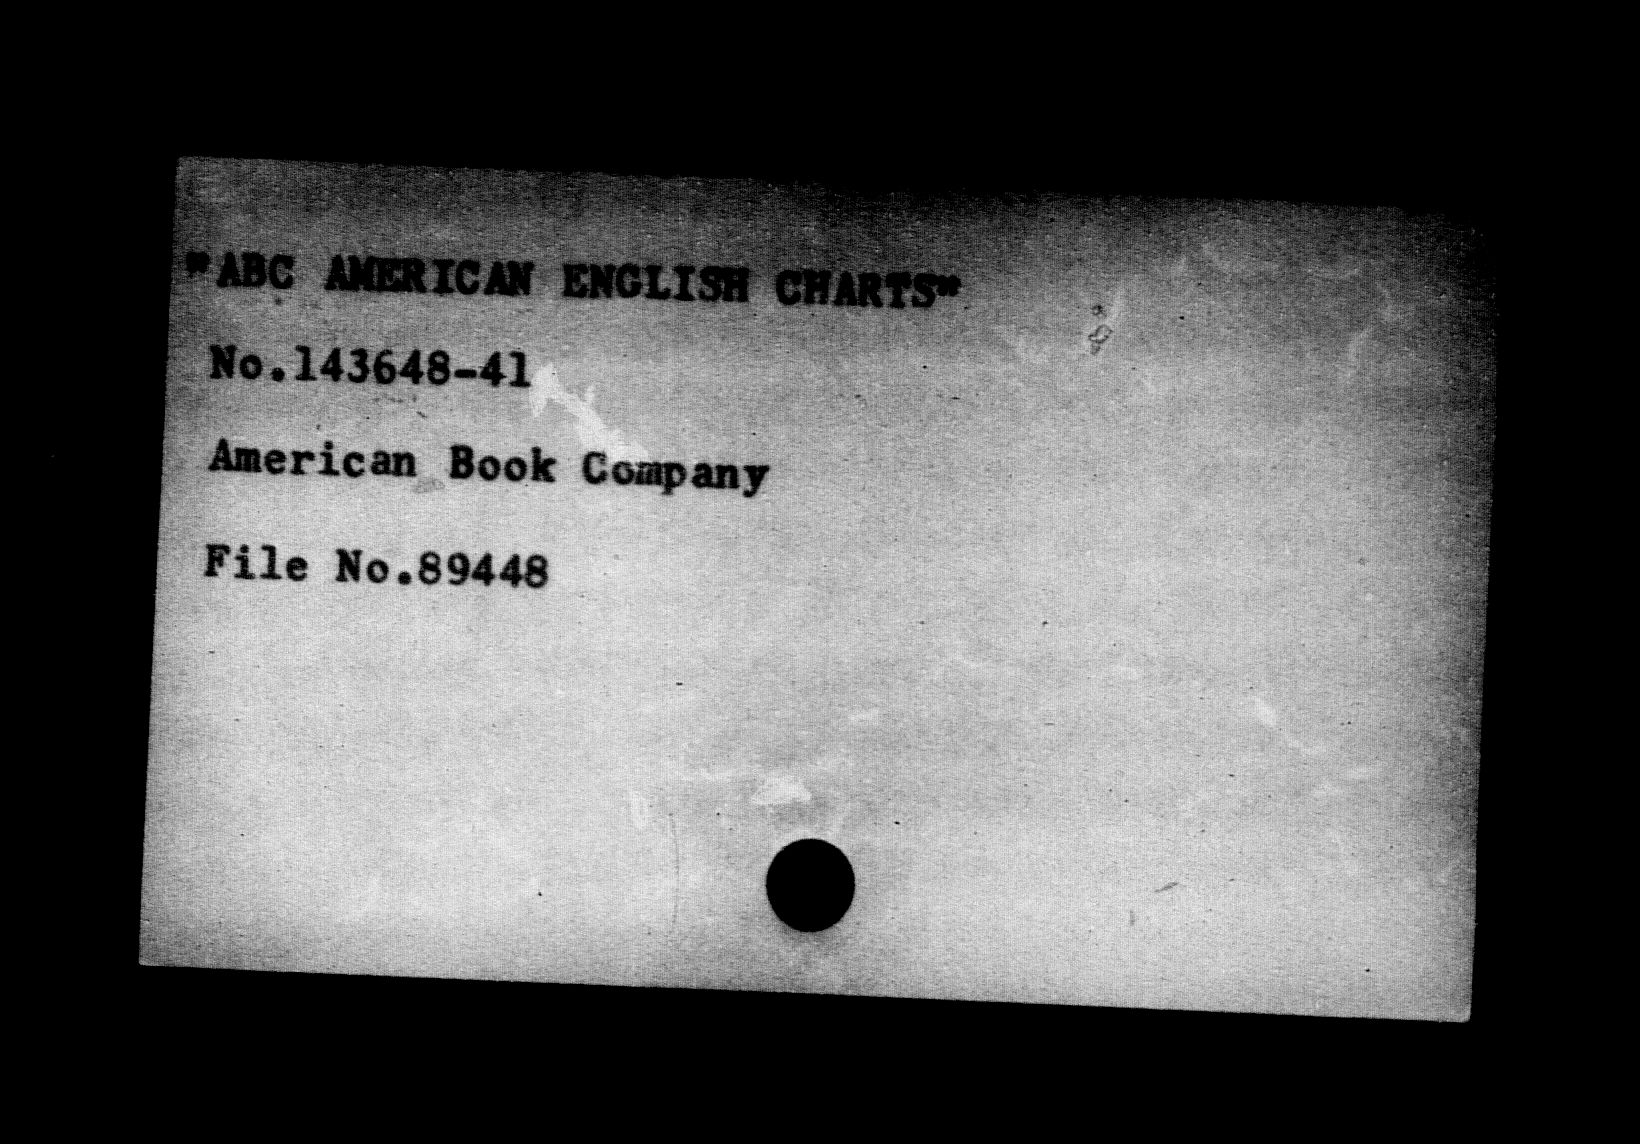 "ABC AMERICAN ENGLISH CHARTS"
No.143648-41
American Book Company
File No.89448